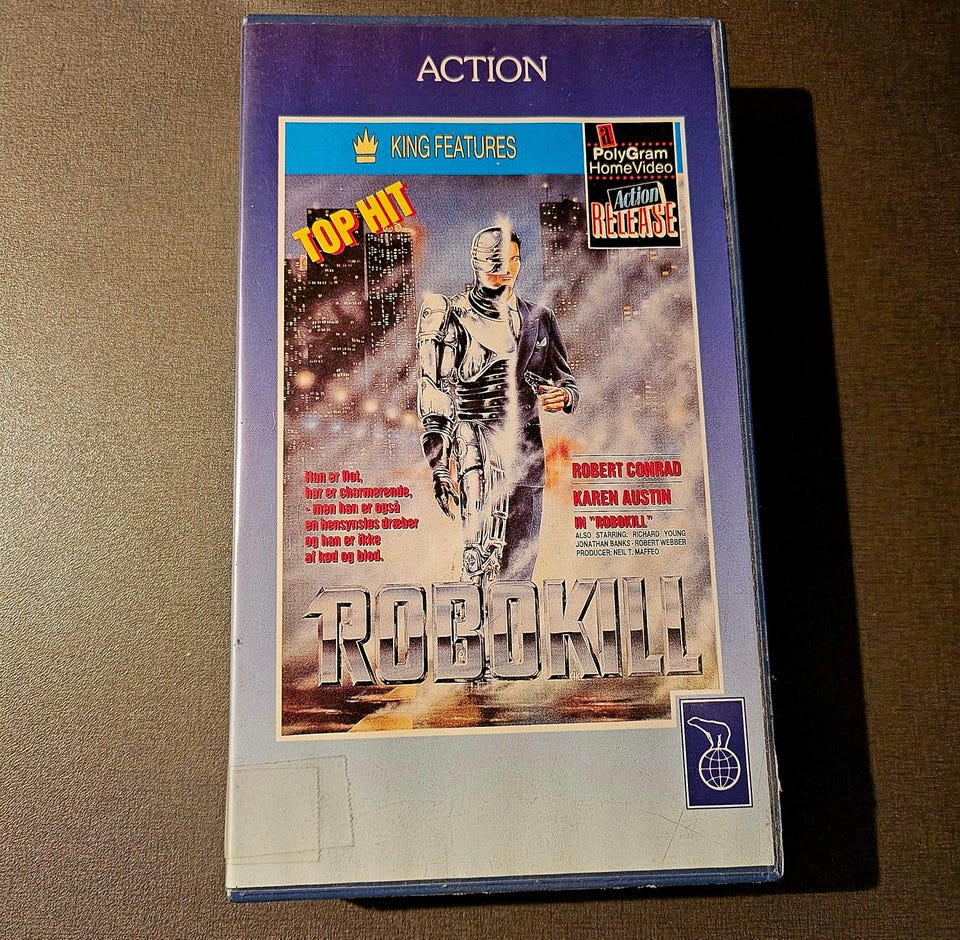 ACTION
KING FEATURES
a
PolyGram
HomeVideo
Action
RELEASE
TOP HIT
Han er flot,
har er charmerende,
- men han er også
en hensynsløs dræber
og han er ikke
af kød og blod.
ROBERT CONRAD
KAREN AUSTIN
IN "ROBOKILL"
ALSO STARRING: RICHARD YOUNG
JONATHAN BANKS · ROBERT WEBBER
PRODUCER: NEIL T. MAFFEO
ROBOKILL